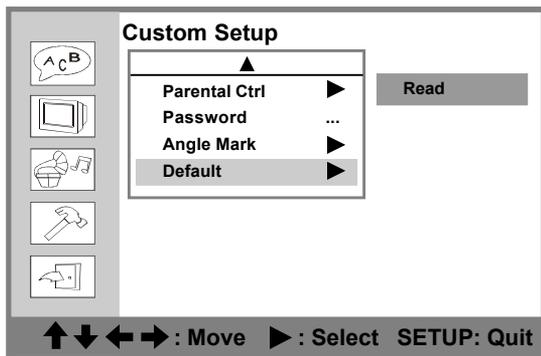 Custom Setup
A C B
Parental Ctrl
Read
Password ...
Angle Mark
Default
: Move : Select SETUP: Quit